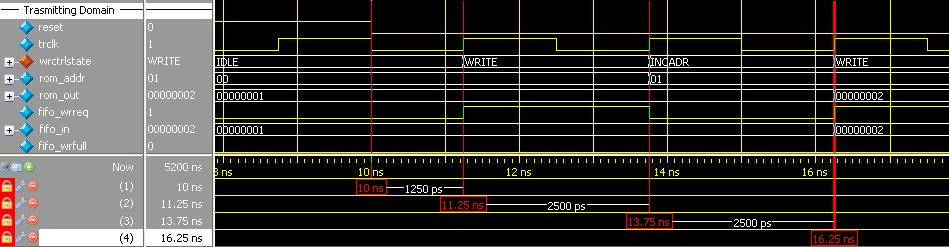 Trasmitting Domain
reset 0
trclk 1
wrctrlstate WRITE IDLE WRITE INCADR WRITE
rom_addr 01 00 01
rom_out 00000002 00000001 00000002
fifo_wrreq 1
fifo_in 00000002 00000001 00000002
fifo_wrfull 0
Now 5200 ns 8 ns 10 ns 12 ns 14 ns 16 ns
(1) 10 ns 10 ns 1250 ps
(2) 11.25 ns 11.25 ns 2500 ps
(3) 13.75 ns 13.75 ns 2500 ps
(4) 16.25 ns 16.25 ns